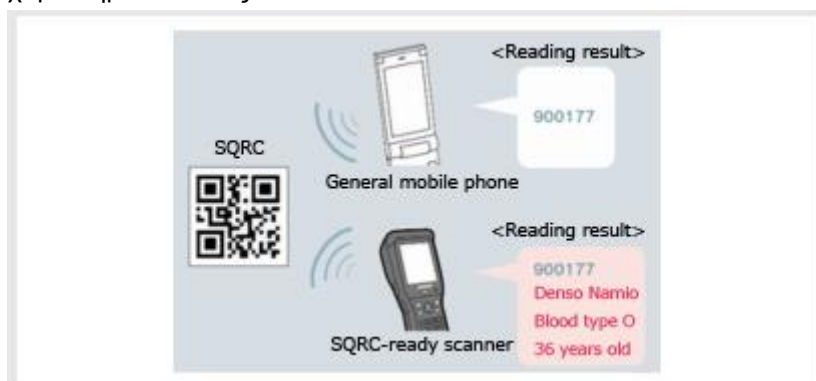 <Reading result>
900177
SQRC
General mobile phone
<Reading result>
900177
Denso Namio
Blood type O
36 years old
SQRC-ready scanner